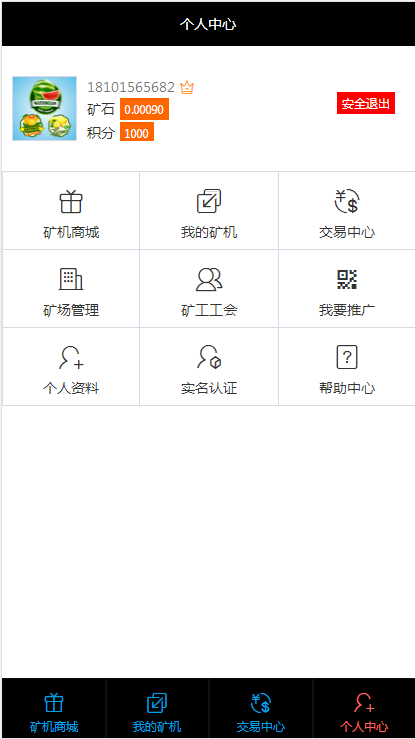 个人中心
18101565682
矿石 0.00090
安全退出
积分 1000
矿机商城 我的矿机 交易中心
矿场管理 矿工工会 我要推广
个人资料 实名认证 帮助中心
矿机商城 我的矿机 交易中心 个人中心